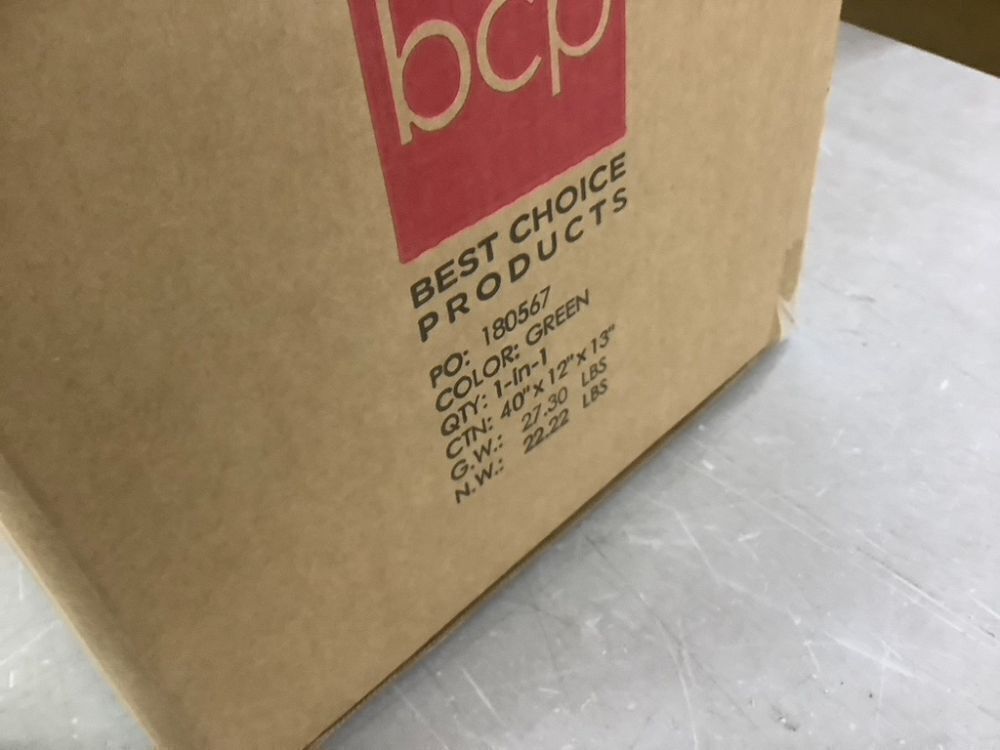 bcp
BEST CHOICE
PRODUCTS
PO: 180567
COLOR: GREEN
QTY: 1-in-1
CTN: 40" x 12" x 13"
G.W.: 27.30 LBS
N.W.: 22.22 LBS